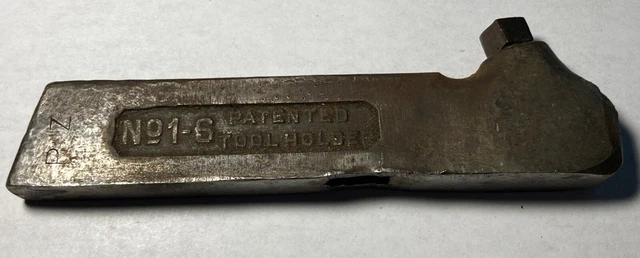 No1-S PATENTED
TOOL HOLDER